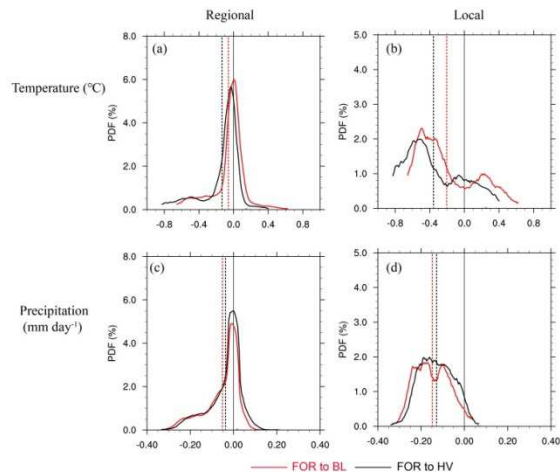 Regional Local
Temperature (°C)
Precipitation
(mm day⁻¹)
(a)
PDF (%)
8.0
6.0
4.0
2.0
0.0
-0.8 -0.4 0.0 0.4 0.8
(b)
PDF (%)
5.0
4.0
3.0
2.0
1.0
0.0
-0.8 -0.4 0.0 0.4 0.8
(c)
PDF (%)
8.0
6.0
4.0
2.0
0.0
-0.40 -0.20 0.00 0.20 0.40
(d)
PDF (%)
5.0
4.0
3.0
2.0
1.0
0.0
-0.40 -0.20 0.00 0.20 0.40
FOR to BL FOR to HV